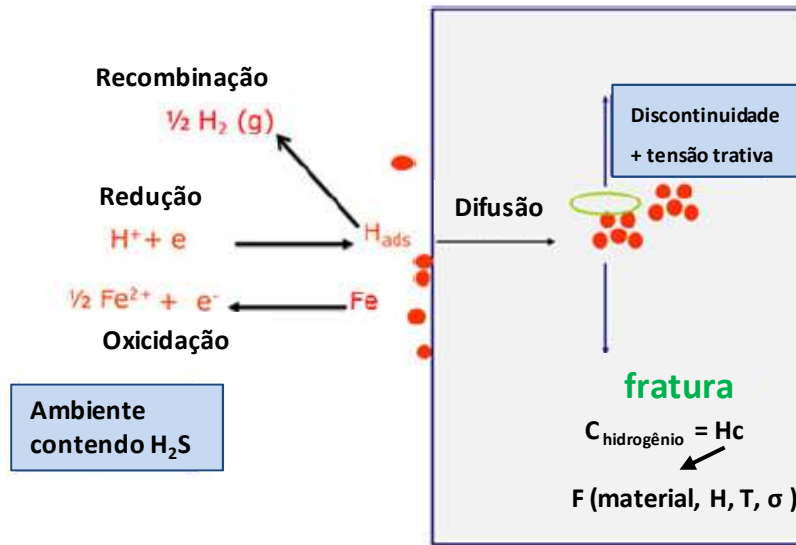 Recombinação
½ H₂ (g)
Redução
H⁺ + e
H_ads
½ Fe²⁺ + e⁻
Fe
Oxicidação
Ambiente
contendo H₂S
Difusão
Discontinuidade
+ tensão trativa
fratura
C hidrogênio = Hc
F (material, H, T, σ )